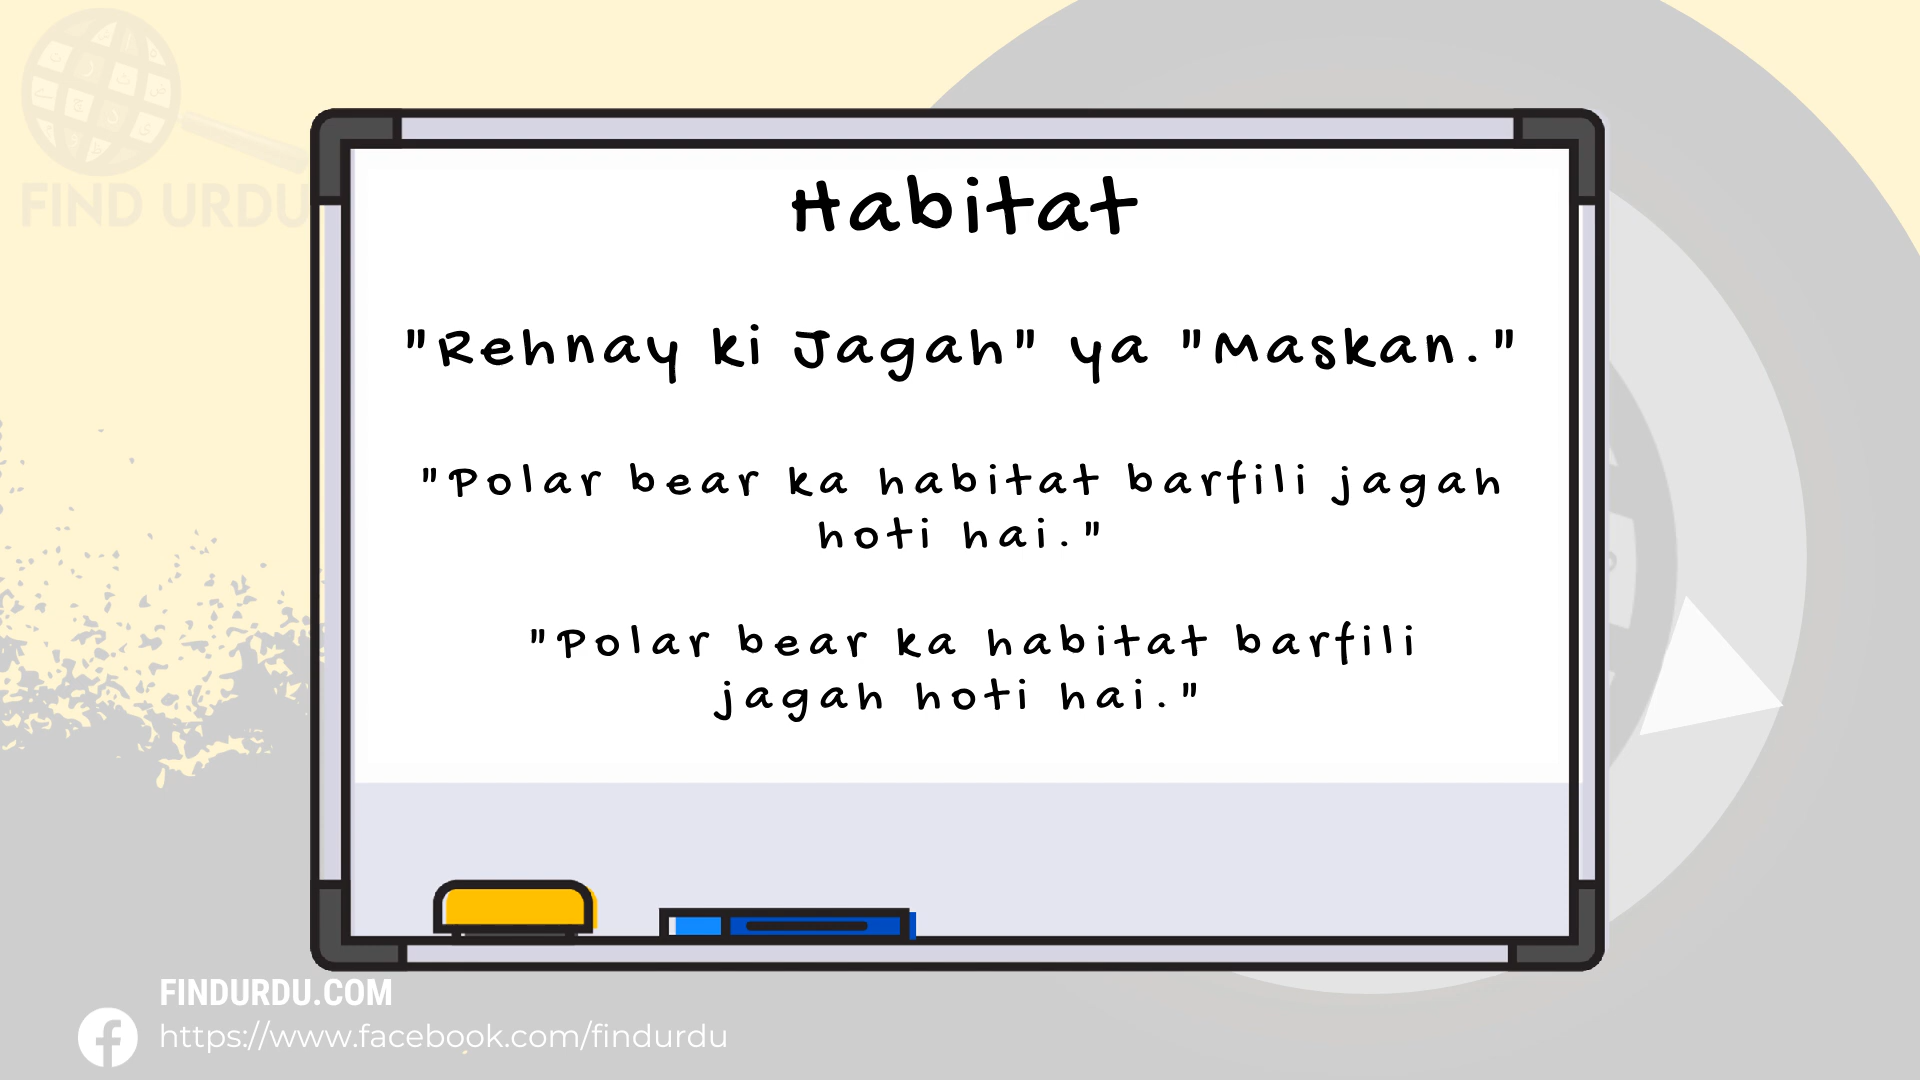 FIND URDU
Habitat
"Rehnay ki Jagah" ya "Maskan."
"Polar bear ka habitat barfili jagah
hoti hai."
"Polar bear ka habitat barfili
jagah hoti hai."
FINDURDU.COM
https://www.facebook.com/findurdu